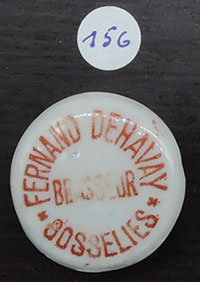 156
FERNAND DEHAVAY
BRASSEUR
* GOSSELIES *